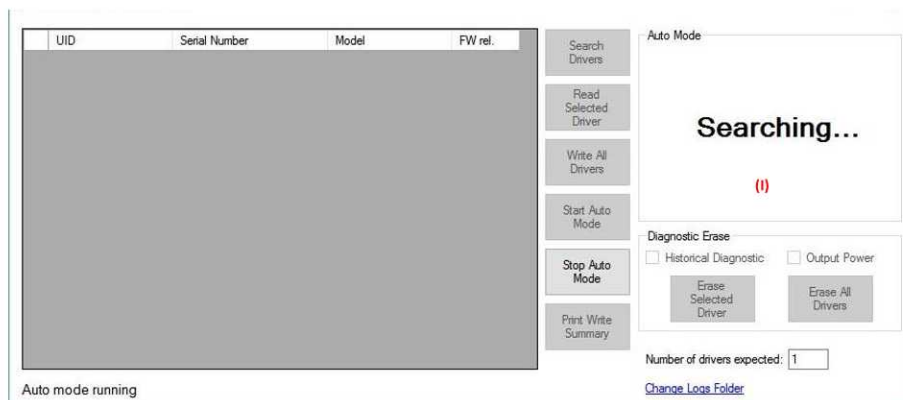 UID Serial Number Model FW rel.
Search
Drivers
Read
Selected
Driver
Write All
Drivers
Start Auto
Mode
Stop Auto
Mode
Print Write
Summary
Auto Mode
Searching...
(I)
Diagnostic Erase
Historical Diagnostic Output Power
Erase
Selected
Driver
Erase All
Drivers
Number of drivers expected: 1
Auto mode running
Change Logs Folder